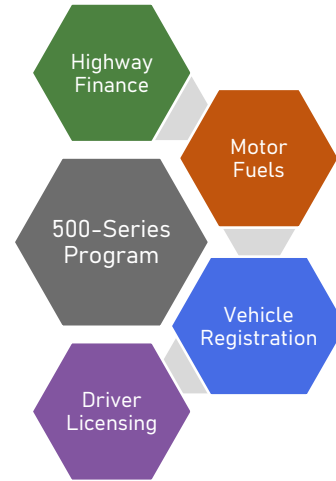 Highway
Finance
Motor
Fuels
500-Series
Program
Vehicle
Registration
Driver
Licensing